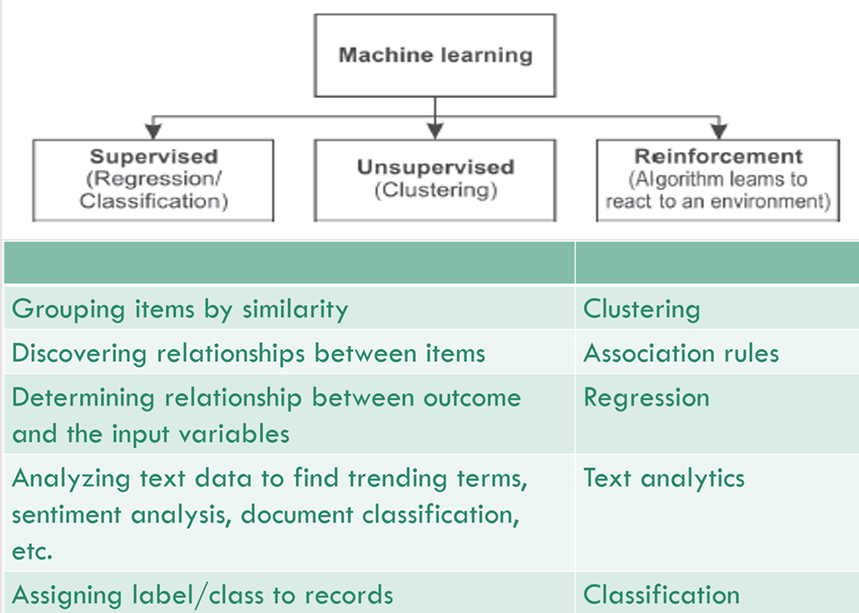 Machine learning
Supervised
(Regression/
Classification)
Unsupervised
(Clustering)
Reinforcement
(Algorithm learns to
react to an environment)
Grouping items by similarity
Clustering
Discovering relationships between items
Association rules
Determining relationship between outcome
and the input variables
Regression
Analyzing text data to find trending terms,
sentiment analysis, document classification,
etc.
Text analytics
Assigning label/class to records
Classification